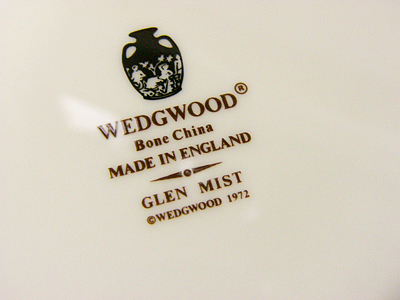 WEDGWOOD®
Bone China
MADE IN ENGLAND
GLEN MIST
©WEDGWOOD 1972